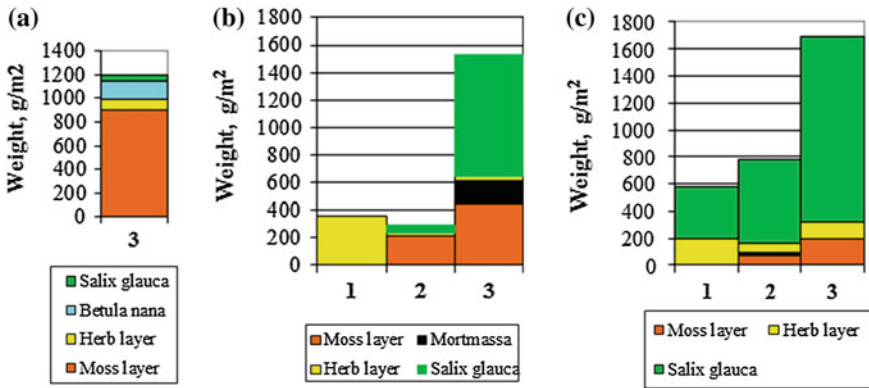 (a)
Weight, g/m2
1400
1200
1000
800
600
400
200
0
3
Salix glauca
Betula nana
Herb layer
Moss layer
(b)
Weight, g/m²
1800
1600
1400
1200
1000
800
600
400
200
0
1 2 3
Moss layer Mortmassa
Herb layer Salix glauca
(c)
Weight, g/m²
1800
1600
1400
1200
1000
800
600
400
200
0
1 2 3
Moss layer Herb layer
Salix glauca